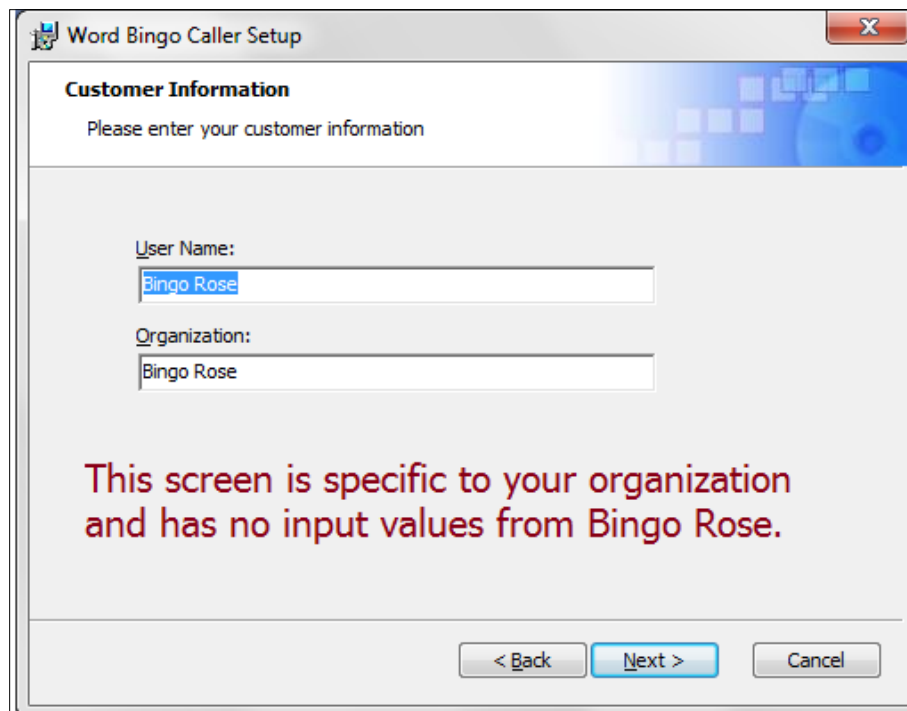 Word Bingo Caller Setup
Customer Information
Please enter your customer information
User Name:
Bingo Rose
Organization:
Bingo Rose
This screen is specific to your organization
and has no input values from Bingo Rose.
< Back Next > Cancel